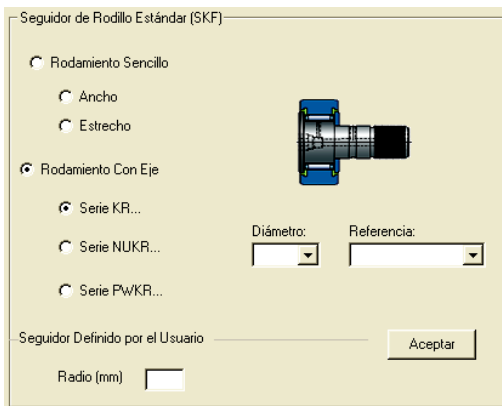 Seguidor de Rodillo Estándar (SKF)
Rodamiento Sencillo
Ancho
Estrecho
Rodamiento Con Eje
Serie KR...
Serie NUKR...
Serie PWKR...
Diámetro:
Referencia:
Seguidor Definido por el Usuario
Aceptar
Radio (mm)